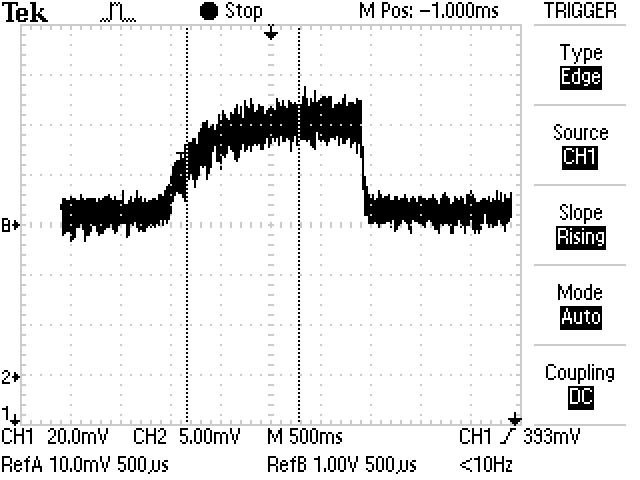 Tek Stop M Pos: -1.000ms TRIGGER
Type
Edge
Source
CH1
Slope
Rising
B
Mode
Auto
2
Coupling
DC
1
CH1 20.0mV CH2 5.00mV M 500ms CH1 393mV
RefA 10.0mV 500µs RefB 1.00V 500µs <10Hz